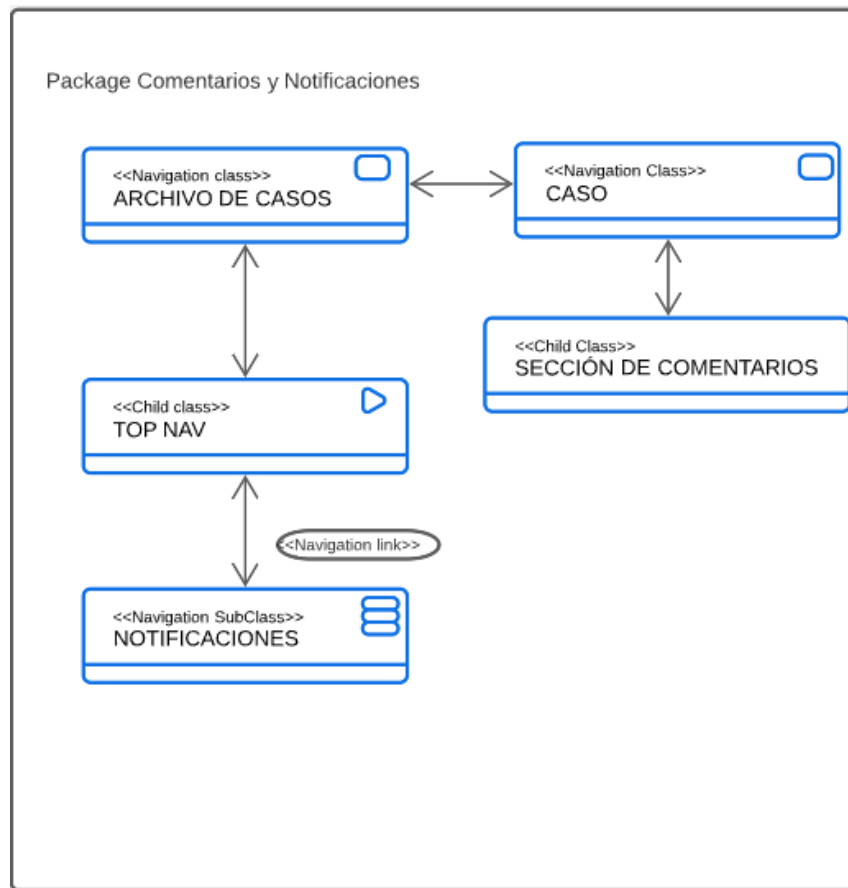 Package Comentarios y Notificaciones
<<Navigation class>>
ARCHIVO DE CASOS
<<Navigation Class>>
CASO
<<Child Class>>
SECCIÓN DE COMENTARIOS
<<Child class>>
TOP NAV
<<Navigation link>>
<<Navigation SubClass>>
NOTIFICACIONES